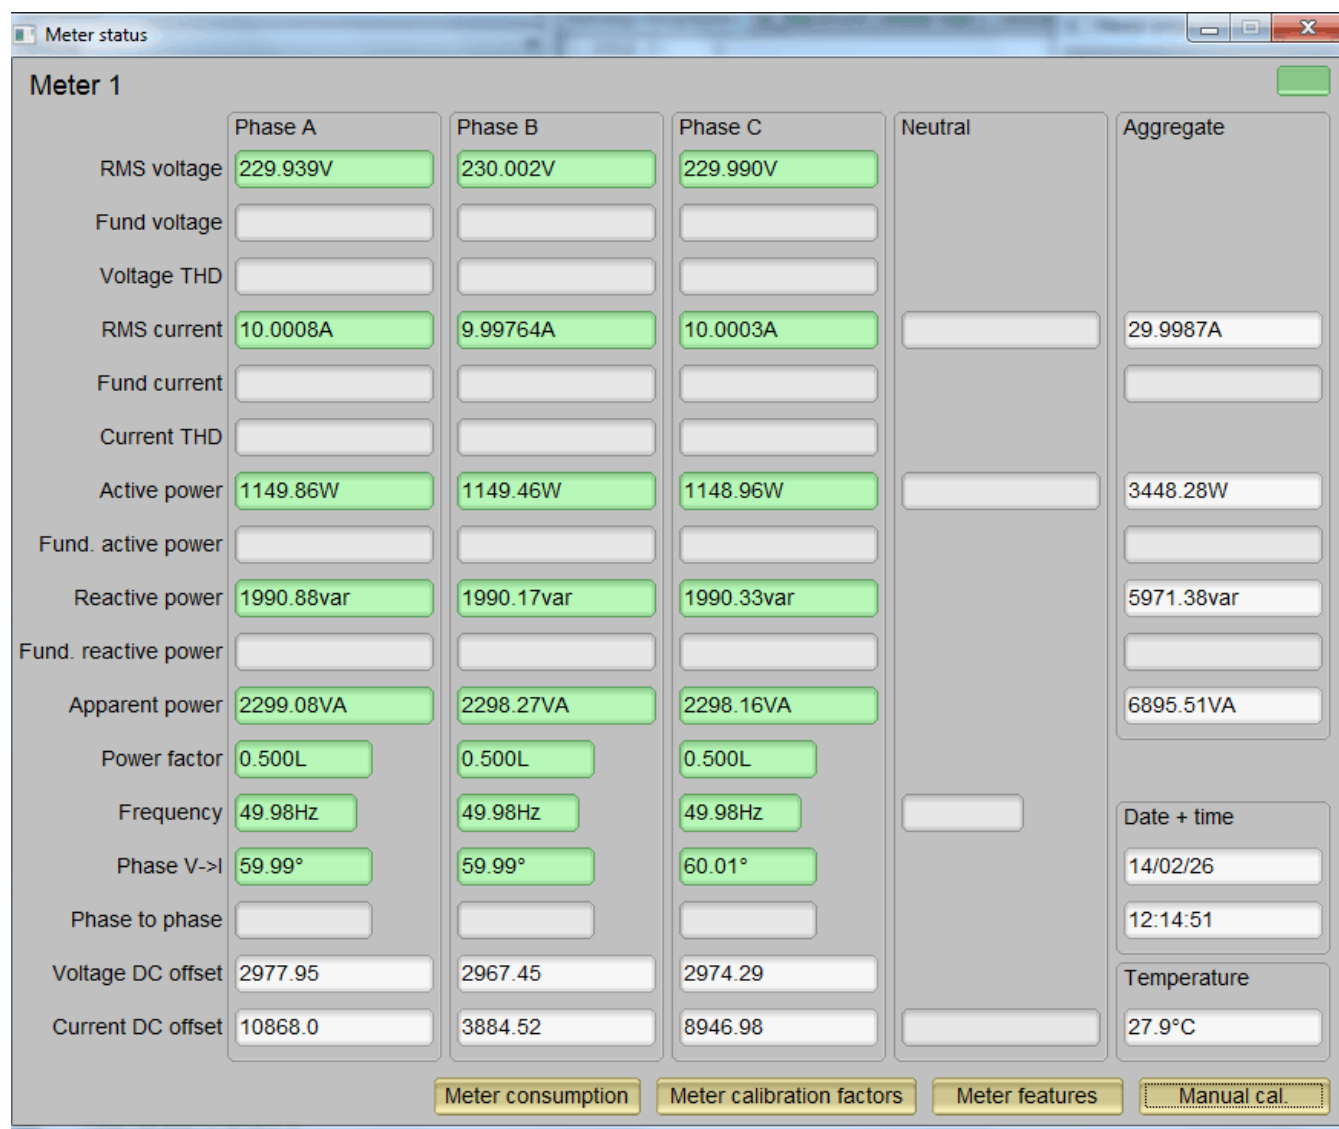 Meter status
Meter 1
Phase A Phase B Phase C Neutral Aggregate
RMS voltage 229.939V 230.002V 229.990V
Fund voltage
Voltage THD
RMS current 10.0008A 9.99764A 10.0003A 29.9987A
Fund current
Current THD
Active power 1149.86W 1149.46W 1148.96W 3448.28W
Fund. active power
Reactive power 1990.88var 1990.17var 1990.33var 5971.38var
Fund. reactive power
Apparent power 2299.08VA 2298.27VA 2298.16VA 6895.51VA
Power factor 0.500L 0.500L 0.500L
Frequency 49.98Hz 49.98Hz 49.98Hz Date + time
Phase V->I 59.99° 59.99° 60.01° 14/02/26
Phase to phase 12:14:51
Voltage DC offset 2977.95 2967.45 2974.29 Temperature
Current DC offset 10868.0 3884.52 8946.98 27.9°C
Meter consumption Meter calibration factors Meter features Manual cal.